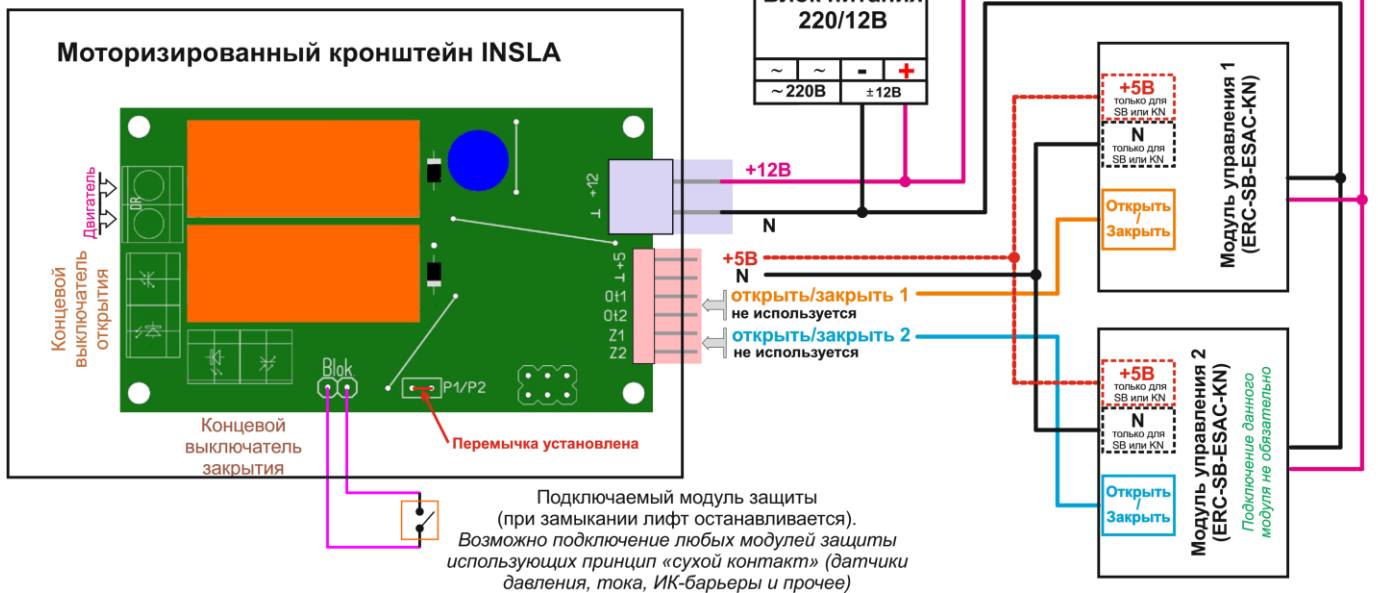 Блок питания
220/12В
~ ~ - +
~220В ±12В
Моторизированный кронштейн INSLA
Двигатель
DR
Концевой
выключатель
открытия
Концевой
выключатель
закрытия
Blok
P1/P2
Перемычка установлена
+12
⊥
+5
⊥
Ot1
Ot2
Z1
Z2
+12В
N
+5В
N
открыть/закрыть 1
не используется
открыть/закрыть 2
не используется
+5В
только для
SB или KN
N
только для
SB или KN
Открыть
/
Закрыть
Модуль управления 1
(ERC-SB-ESAC-KN)
+5В
только для
SB или KN
N
только для
SB или KN
Открыть
/
Закрыть
Модуль управления 2
(ERC-SB-ESAC-KN)
Подключение данного
модуля не обязательно
Подключаемый модуль защиты
(при замыкании лифт останавливается).
Возможно подключение любых модулей защиты
использующих принцип «сухой контакт» (датчики
давления, тока, ИК-барьеры и прочее)